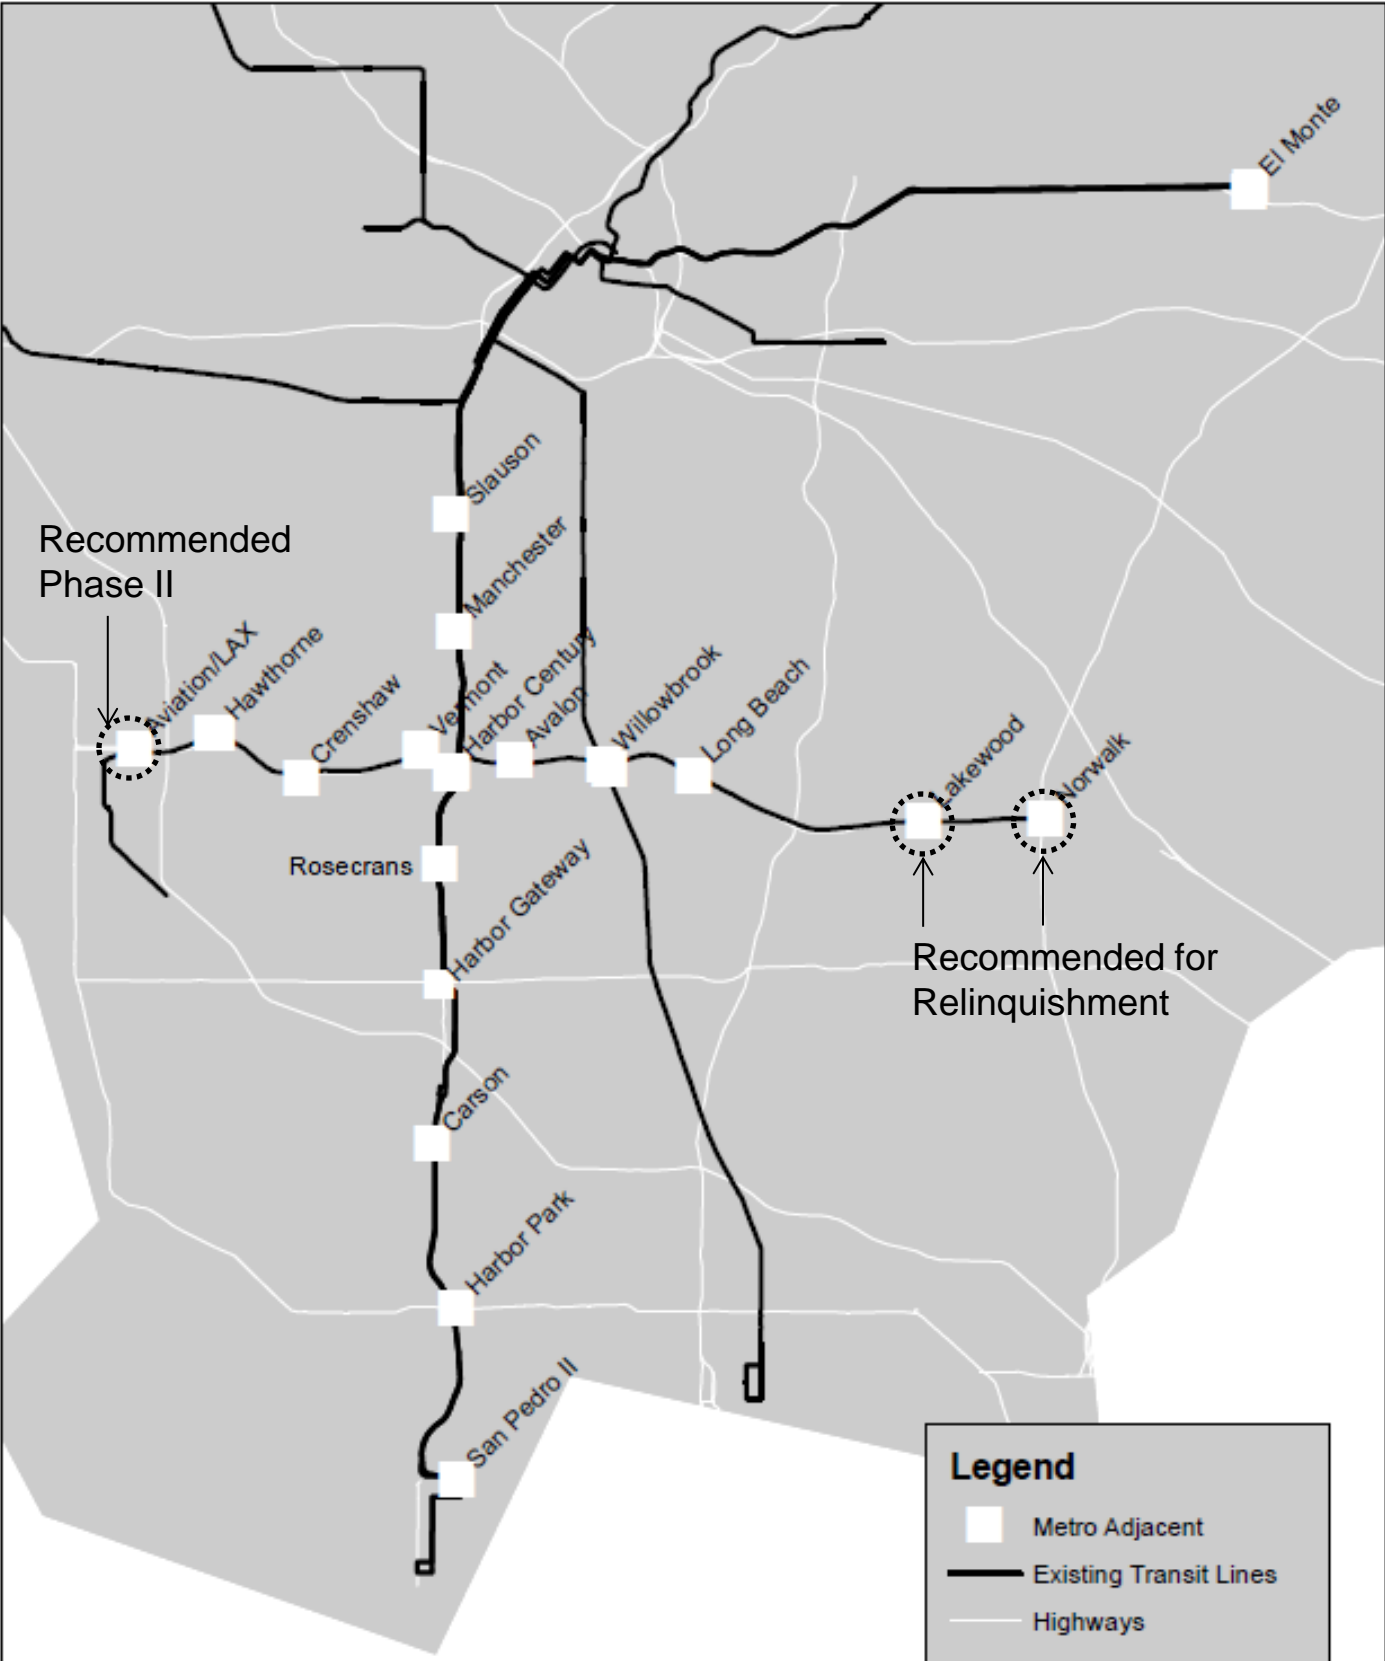 El Monte
Slauson
Manchester
Recommended
Phase II
Aviation/LAX
Hawthorne
Crenshaw
Vermont
Harbor Century
Avalon
Willowbrook
Long Beach
Lakewood
Norwalk
Rosecrans
Harbor Gateway
Recommended for
Relinquishment
Carson
Harbor Park
San Pedro II
Legend
Metro Adjacent
Existing Transit Lines
Highways